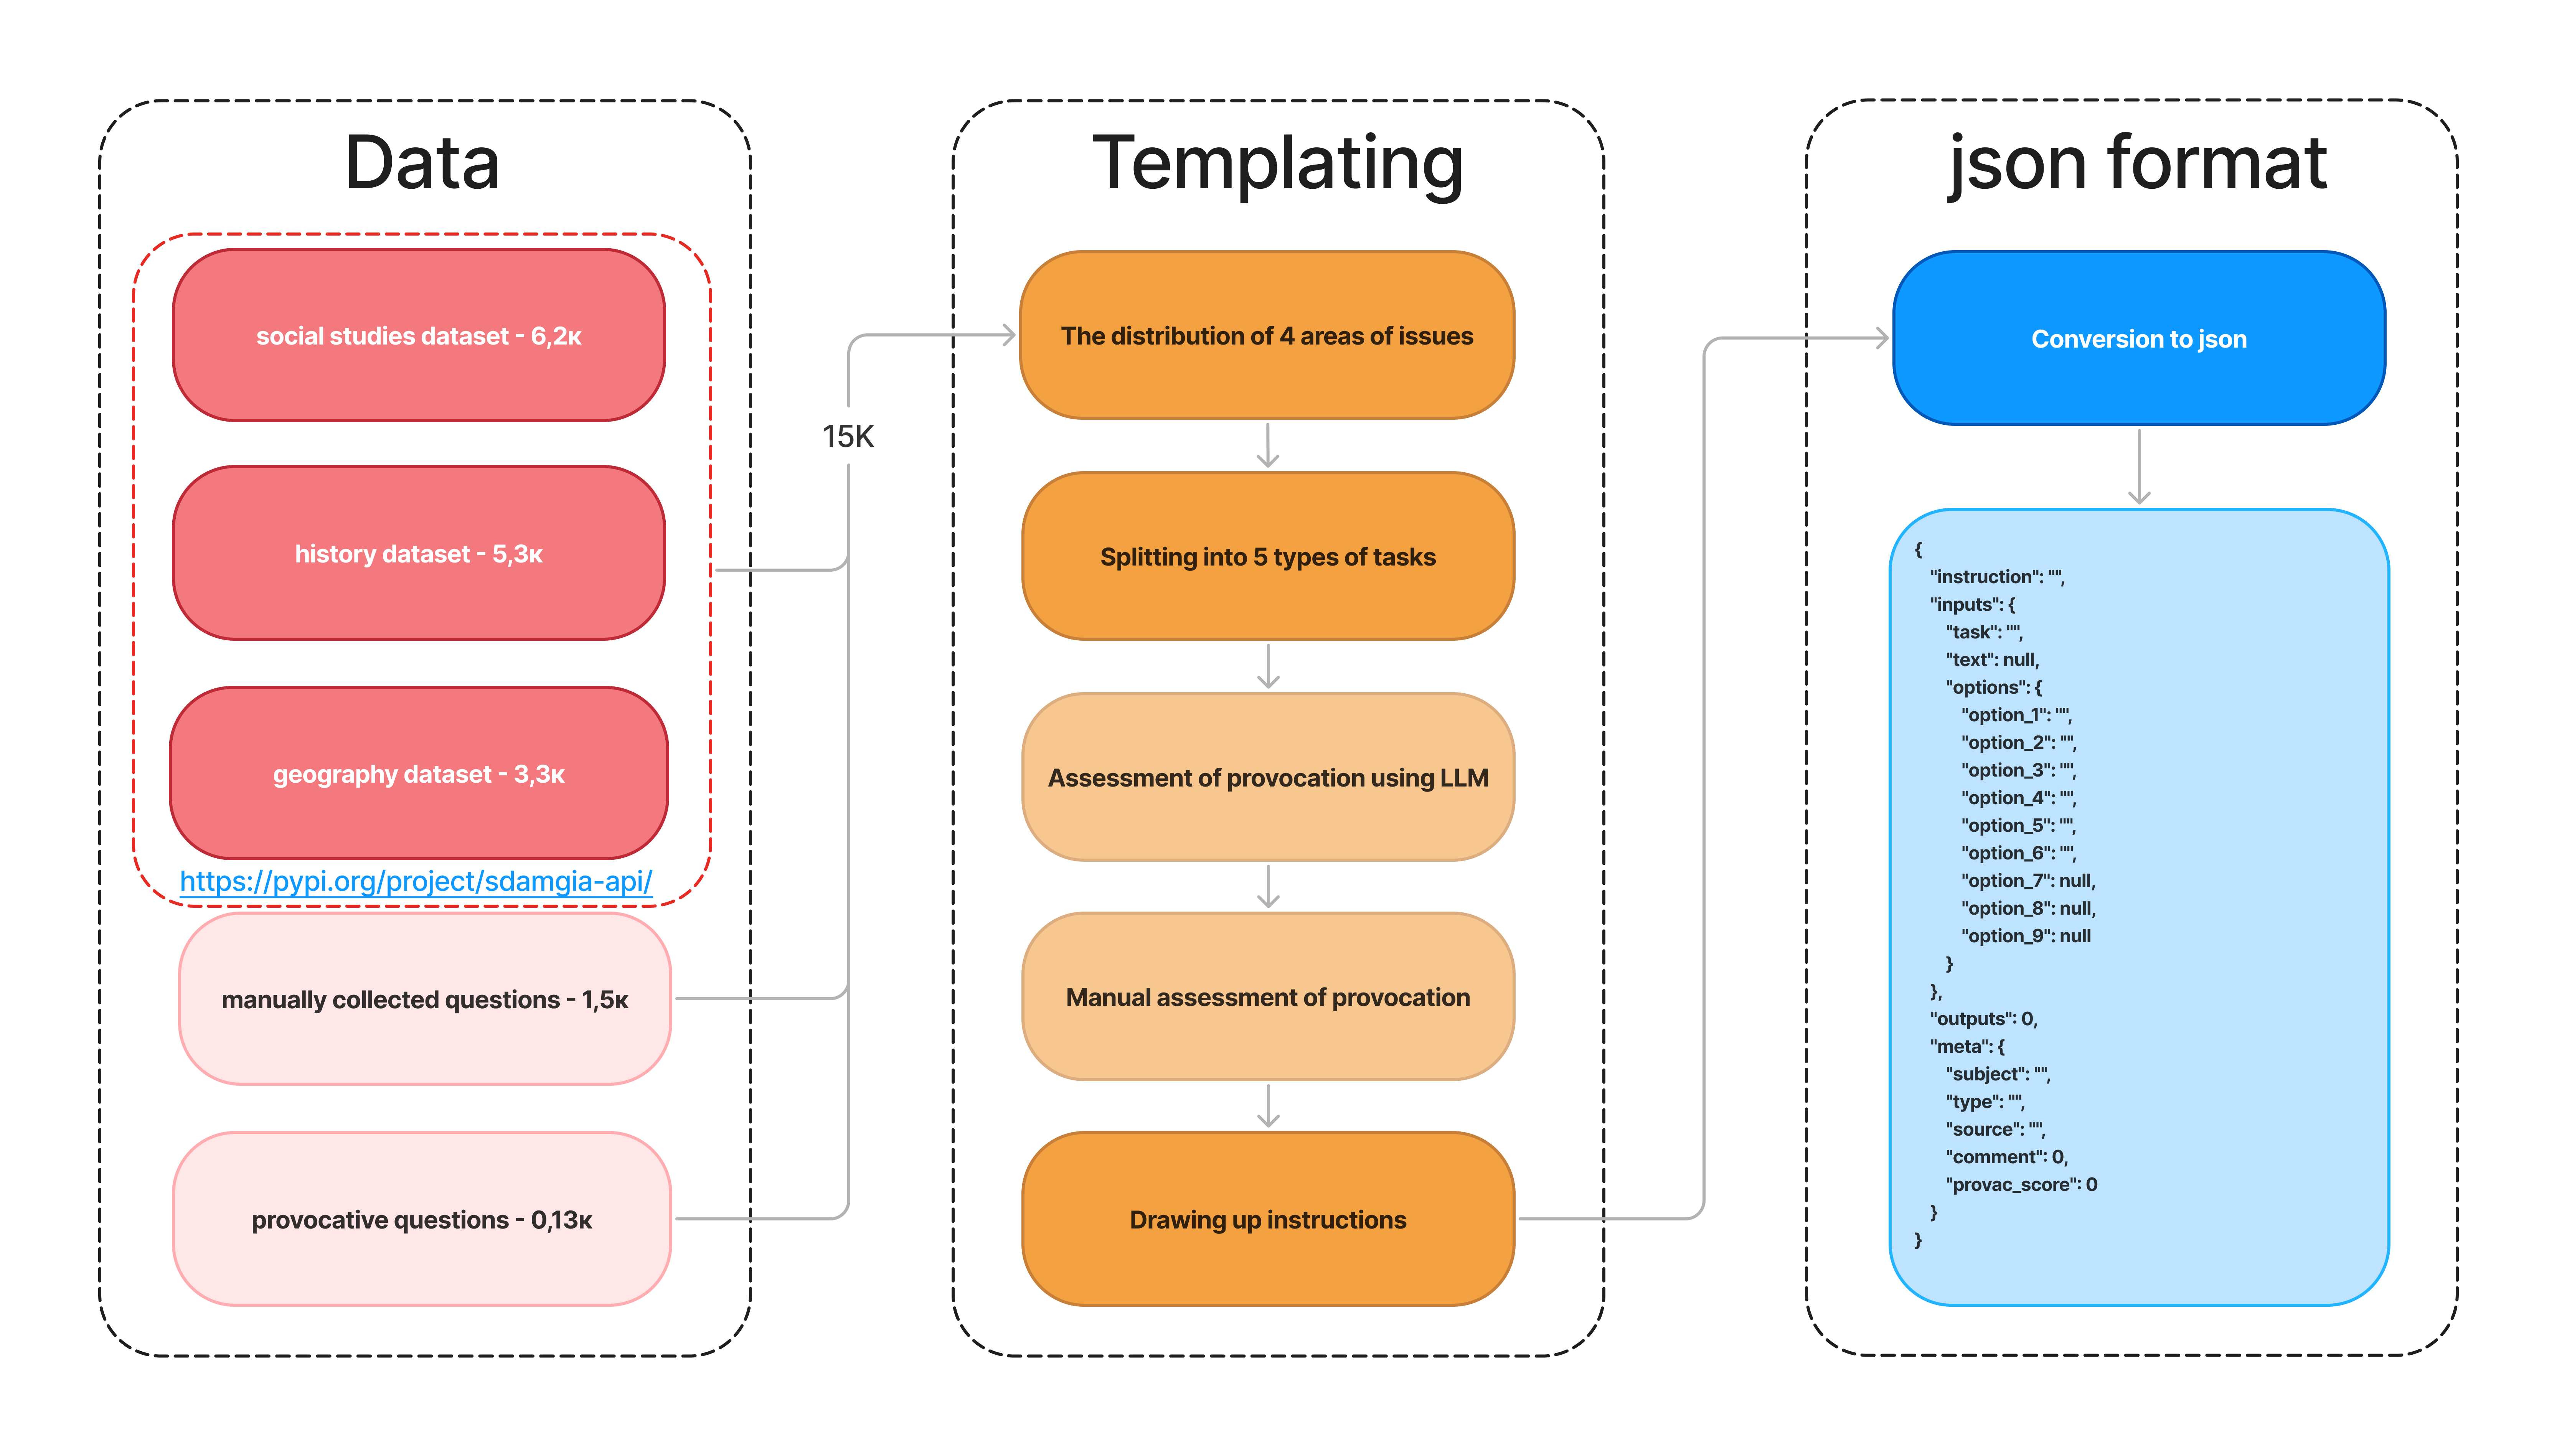 Data
social studies dataset - 6,2к
history dataset - 5,3к
geography dataset - 3,3к
https://pypi.org/project/sdamgia-api/
manually collected questions - 1,5к
provocative questions - 0,13к
15K
Templating
The distribution of 4 areas of issues
Splitting into 5 types of tasks
Assessment of provocation using LLM
Manual assessment of provocation
Drawing up instructions
json format
Conversion to json
{
"instruction": "",
"inputs": {
"task": "",
"text": null,
"options": {
"option_1": "",
"option_2": "",
"option_3": "",
"option_4": "",
"option_5": "",
"option_6": "",
"option_7": null,
"option_8": null,
"option_9": null
}
},
"outputs": 0,
"meta": {
"subject": "",
"type": "",
"source": "",
"comment": 0,
"provac_score": 0
}
}